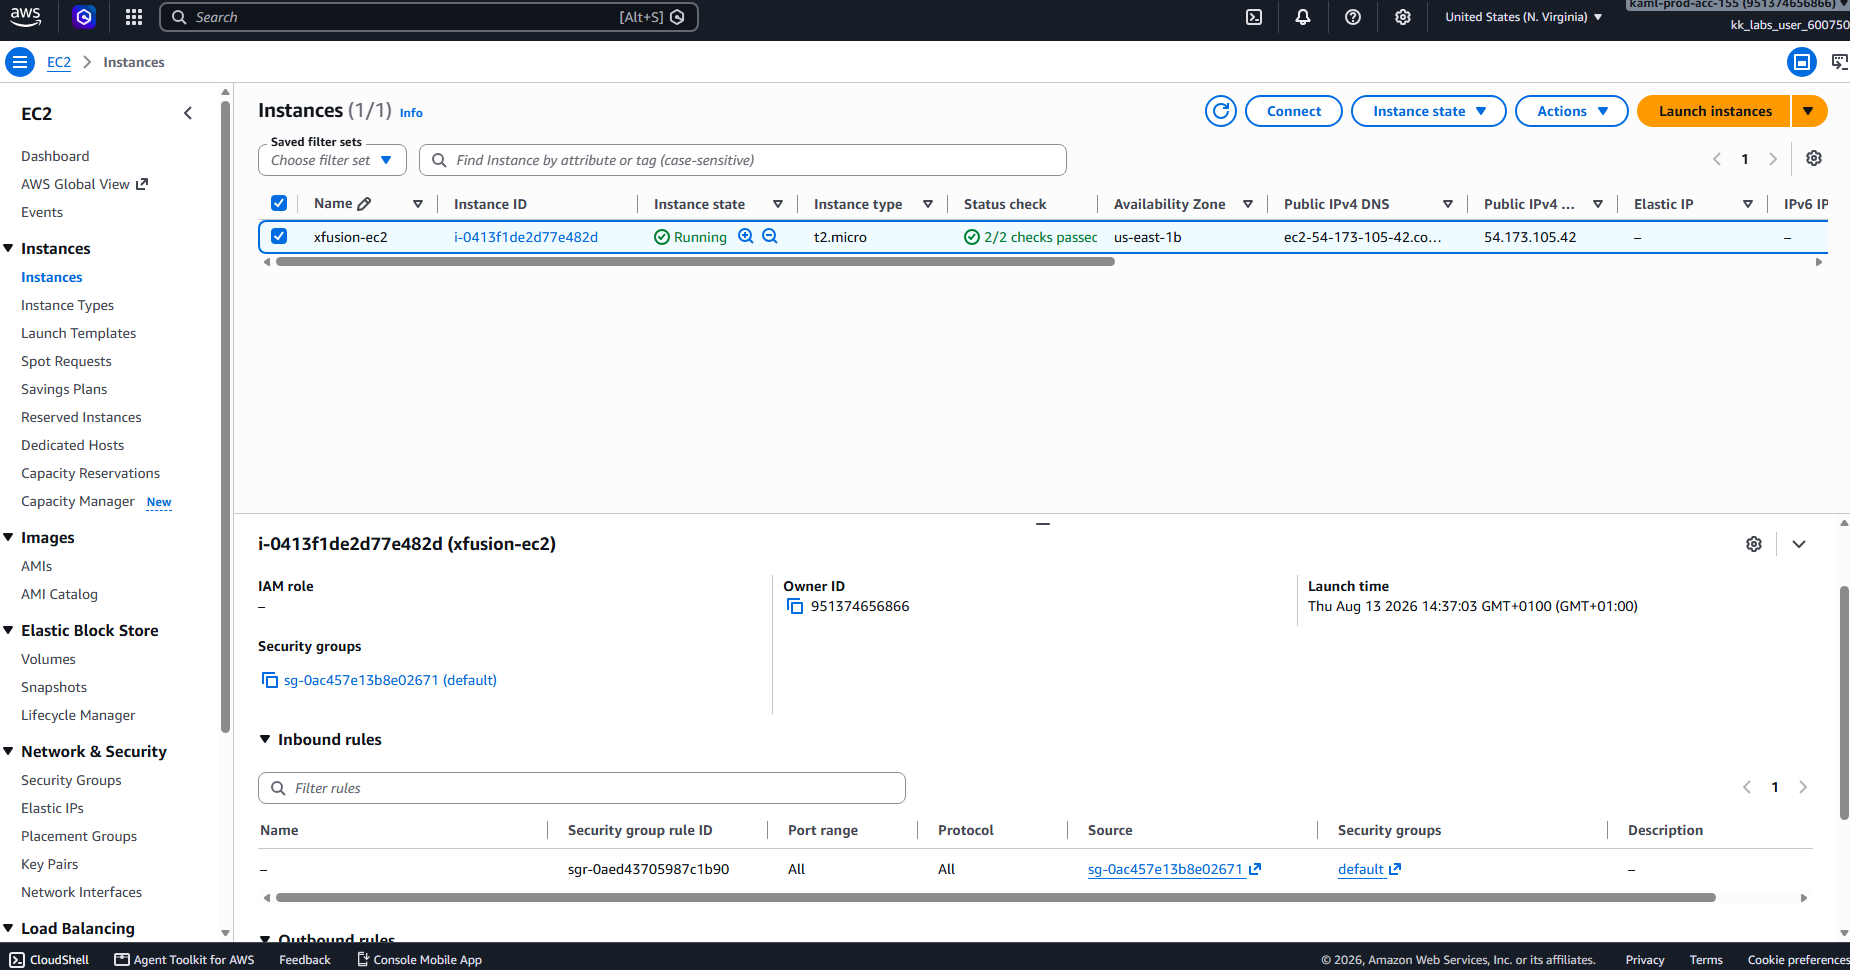 aws
Search [Alt+S]
United States (N. Virginia)
kaml-prod-acc-155 (951374656866)
kk_labs_user_600750
EC2 > Instances
EC2
Dashboard
AWS Global View
Events
Instances
Instances
Instance Types
Launch Templates
Spot Requests
Savings Plans
Reserved Instances
Dedicated Hosts
Capacity Reservations
Capacity Manager New
Images
AMIs
AMI Catalog
Elastic Block Store
Volumes
Snapshots
Lifecycle Manager
Network & Security
Security Groups
Elastic IPs
Placement Groups
Key Pairs
Network Interfaces
Load Balancing
Instances (1/1) Info
Connect
Instance state
Actions
Launch instances
Saved filter sets
Choose filter set
Find Instance by attribute or tag (case-sensitive)
1
Name Instance ID Instance state Instance type Status check Availability Zone Public IPv4 DNS Public IPv4 ... Elastic IP IPv6 IP
xfusion-ec2 i-0413f1de2d77e482d Running t2.micro 2/2 checks passed us-east-1b ec2-54-173-105-42.co... 54.173.105.42 – –
i-0413f1de2d77e482d (xfusion-ec2)
IAM role
–
Owner ID
951374656866
Launch time
Thu Aug 13 2026 14:37:03 GMT+0100 (GMT+01:00)
Security groups
sg-0ac457e13b8e02671 (default)
Inbound rules
Filter rules
1
Name Security group rule ID Port range Protocol Source Security groups Description
– sgr-0aed43705987c1b90 All All sg-0ac457e13b8e02671 default –
Outbound rules
CloudShell Agent Toolkit for AWS Feedback Console Mobile App
© 2026, Amazon Web Services, Inc. or its affiliates. Privacy Terms Cookie preferences